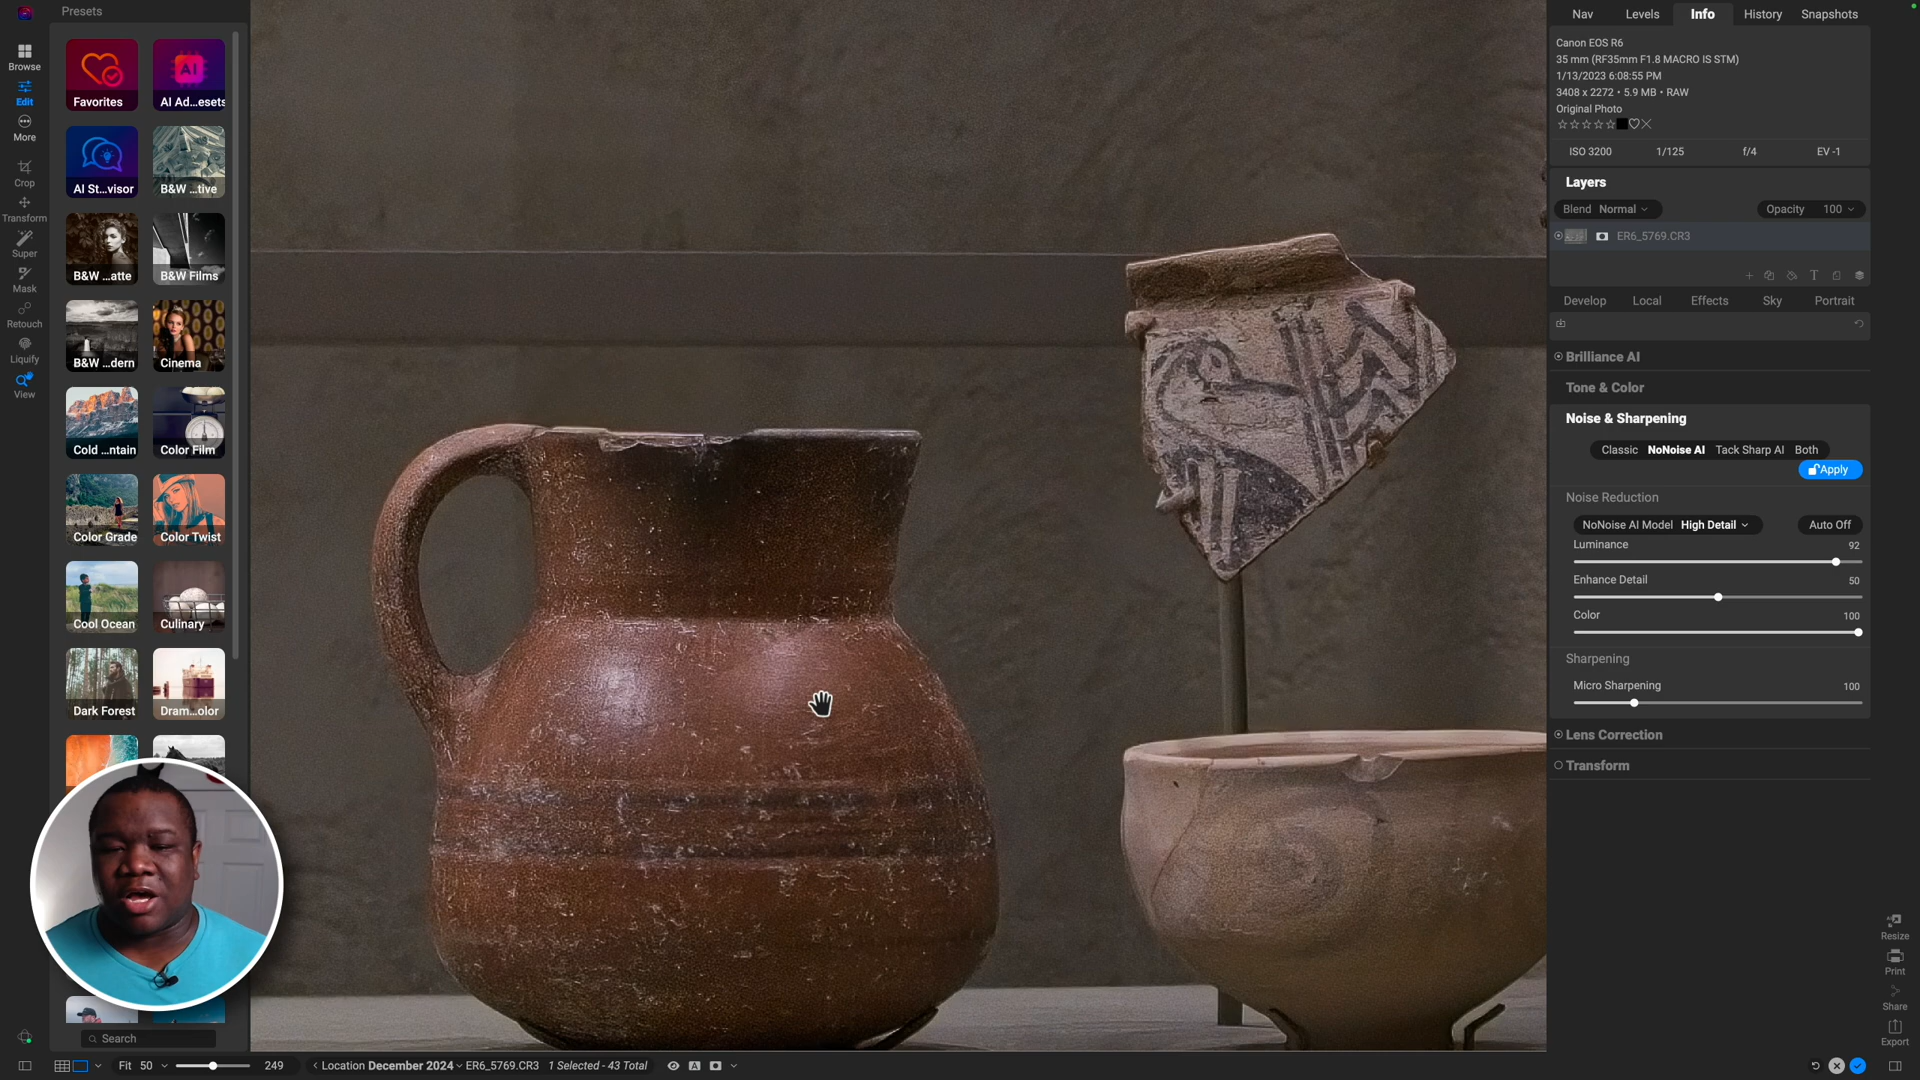 Presets
Nav Levels Info History Snapshots
Canon EOS R6
35 mm (RF35mm F1.8 MACRO IS STM)
1/13/2023 6:08:55 PM
3408 x 2272 • 5.9 MB • RAW
Original Photo
ISO 3200 1/125 f/4 EV -1
Layers
Blend Normal Opacity 100
ER6_5769.CR3
Develop Local Effects Sky Portrait
Brilliance AI
Tone & Color
Noise & Sharpening
Classic NoNoise AI Tack Sharp AI Both
Apply
Noise Reduction
NoNoise AI Model High Detail Auto Off
Luminance 92
Enhance Detail 50
Color 100
Sharpening
Micro Sharpening 100
Lens Correction
Transform
Browse
Edit
More
Crop
Transform
Super
Mask
Retouch
Liquify
View
Favorites AI Ad...esets
AI
AI St...visor B&W ...tive
B&W ...atte B&W Films
B&W ...dern Cinema
Cold ...ntain Color Film
Color Grade Color Twist
Cool Ocean Culinary
Dark Forest Dram...olor
Search
Resize
Print
Share
Export
Fit 50 249 Location December 2024 ER6_5769.CR3 1 Selected - 43 Total A